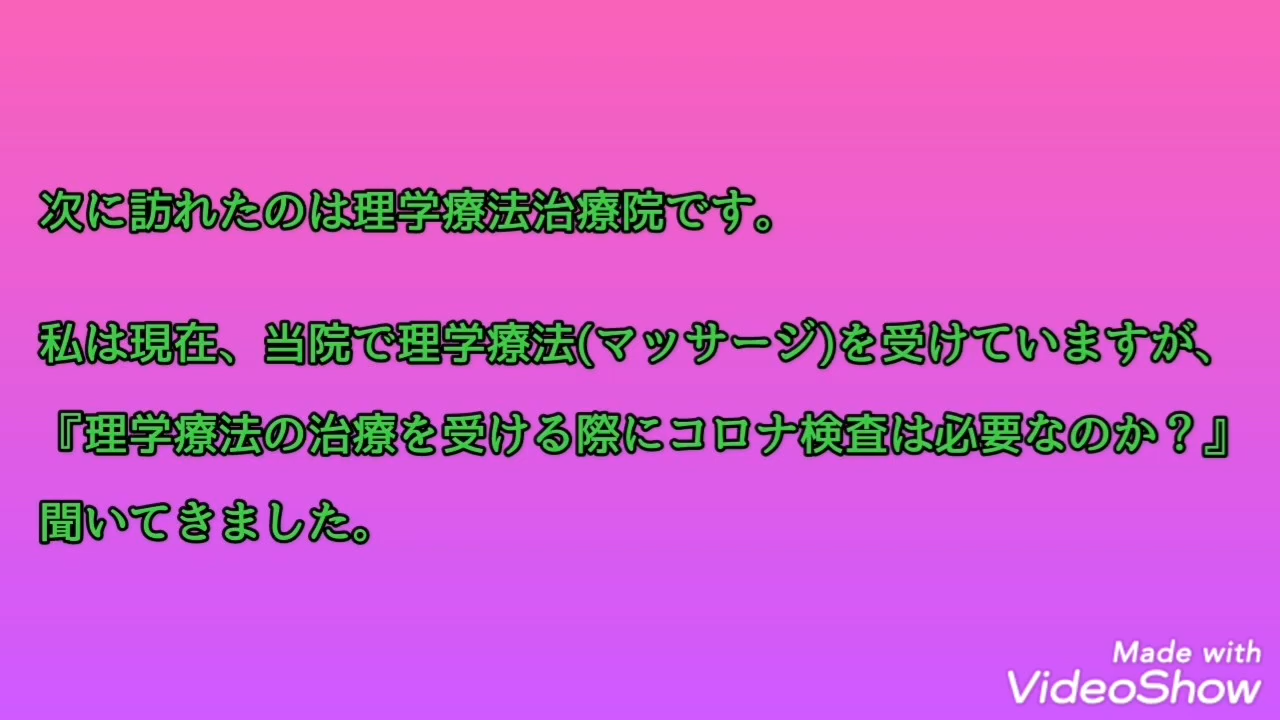 次に訪れたのは理学療法治療院です。
私は現在、当院で理学療法(マッサージ)を受けていますが、
『理学療法の治療を受ける際にコロナ検査は必要なのか？』
聞いてきました。
Made with
VideoShow